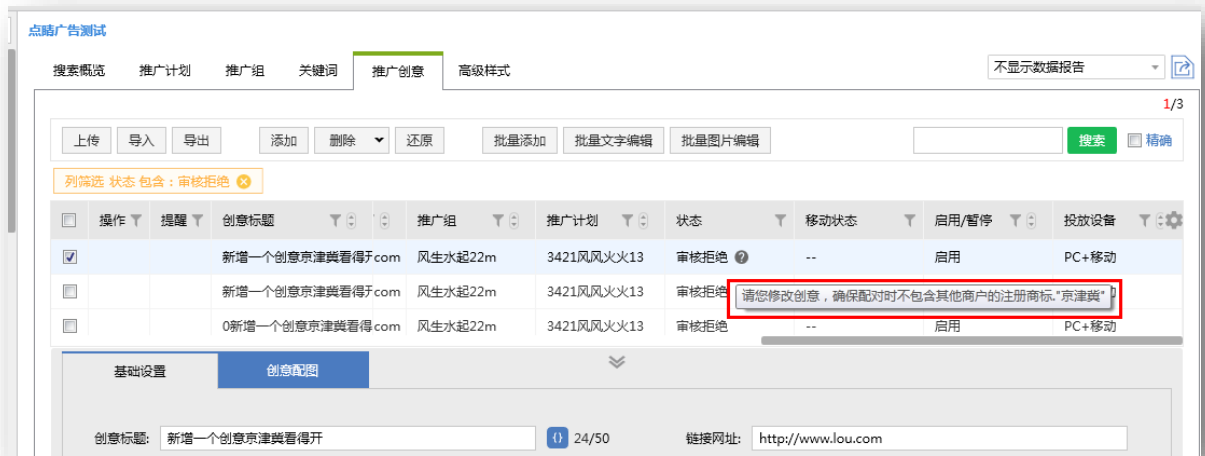 点睛广告测试
搜索概览 推广计划 推广组 关键词 推广创意 高级样式 不显示数据报告
1/3
上传 导入 导出 添加 删除 还原 批量添加 批量文字编辑 批量图片编辑 搜索 精确
列筛选 状态 包含：审核拒绝
操作 提醒 创意标题 推广组 推广计划 状态 移动状态 启用/暂停 投放设备
新增一个创意京津冀看得开com 风生水起22m 3421风风火火13 审核拒绝 -- 启用 PC+移动
新增一个创意京津冀看得开com 风生水起22m 3421风风火火13 审核拒绝
请您修改创意，确保配对时不包含其他商户的注册商标."京津冀"
0新增一个创意京津冀看得com 风生水起22m 3421风风火火13 审核拒绝 -- 启用 PC+移动
基础设置 创意配图
创意标题: 新增一个创意京津冀看得开 {} 24/50 链接网址: http://www.lou.com